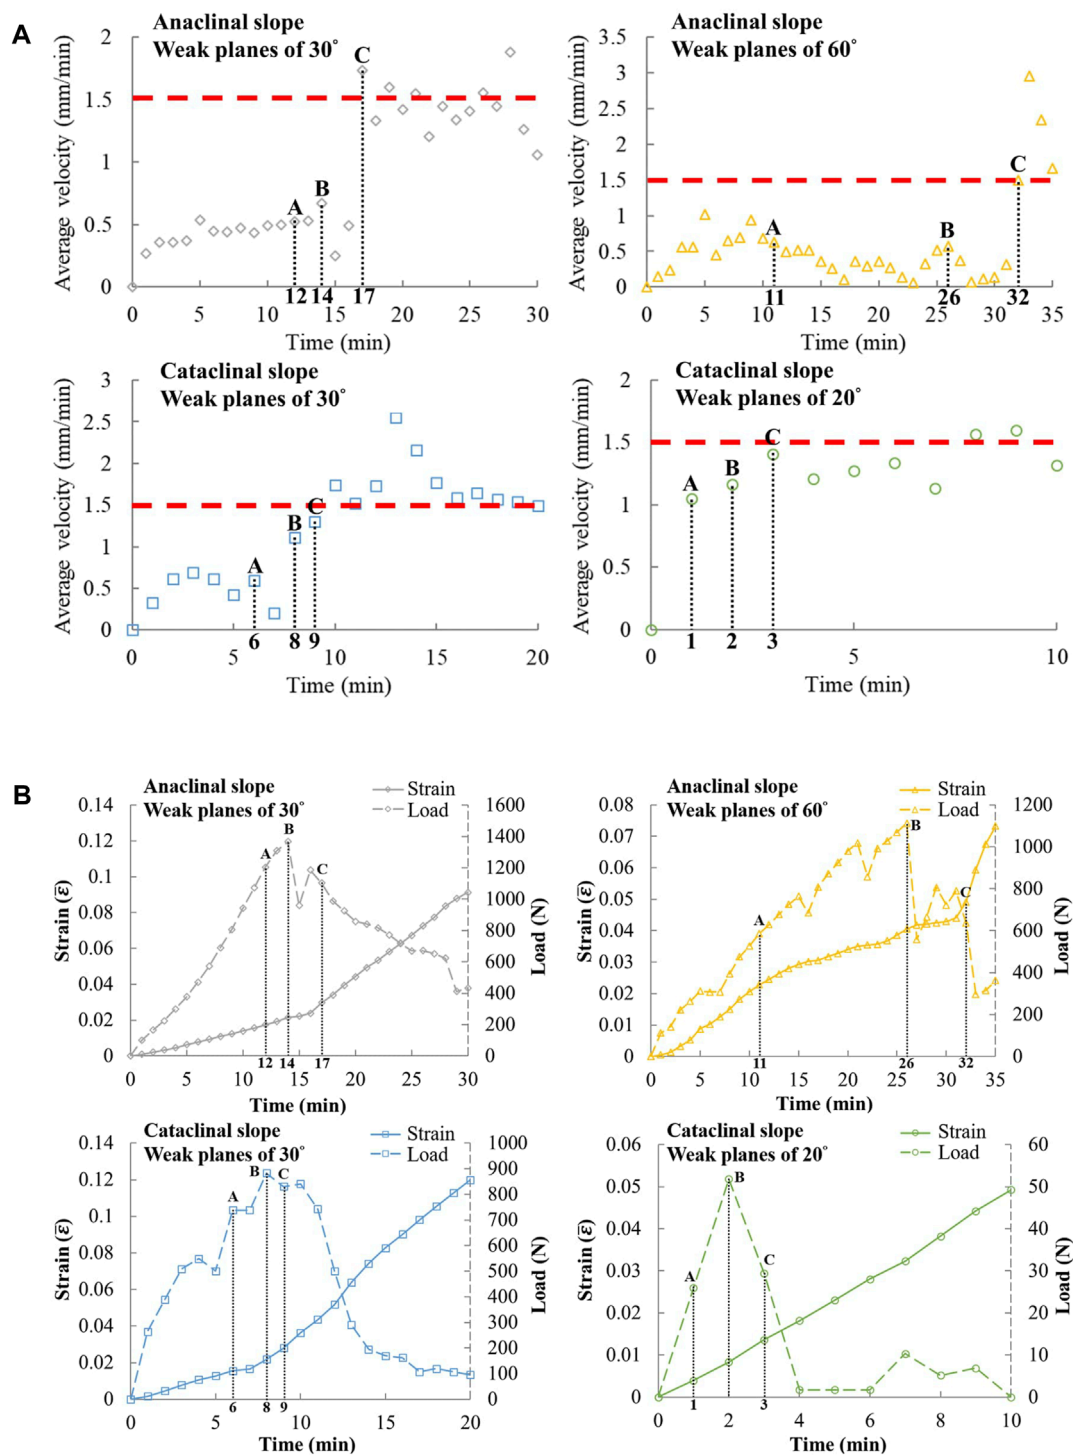 A
Anaclinal slope
Weak planes of 30°
Average velocity (mm/min)
2
1.5
1
0.5
0
A
B
C
12 14 17
0 5 10 15 20 25 30
Time (min)
Anaclinal slope
Weak planes of 60°
Average velocity (mm/min)
3.5
3
2.5
2
1.5
1
0.5
0
A
B
C
11 26 32
0 5 10 15 20 25 30 35
Time (min)
Cataclinal slope
Weak planes of 30°
Average velocity (mm/min)
3
2.5
2
1.5
1
0.5
0
A
B
C
6 8 9
0 5 10 15 20
Time (min)
Cataclinal slope
Weak planes of 20°
Average velocity (mm/min)
2
1.5
1
0.5
0
A
B
C
1 2 3
0 5 10
Time (min)
B
Anaclinal slope
Weak planes of 30°
Strain
Load
Strain (ε̅)
0.14
0.12
0.1
0.08
0.06
0.04
0.02
0
A
B
C
12 14 17
0 5 10 15 20 25 30
Time (min)
1600
1400
1200
1000
800
600
400
200
0
Load (N)
Anaclinal slope
Weak planes of 60°
Strain
Load
Strain (ε̅)
0.08
0.07
0.06
0.05
0.04
0.03
0.02
0.01
0
A
B
C
11 26 32
0 5 10 15 20 25 30 35
Time (min)
1200
1000
800
600
400
200
0
Load (N)
Cataclinal slope
Weak planes of 30°
Strain
Load
Strain (ε̅)
0.14
0.12
0.1
0.08
0.06
0.04
0.02
0
A
B
C
6 8 9
0 5 10 15 20
Time (min)
1000
900
800
700
600
500
400
300
200
100
0
Load (N)
Cataclinal slope
Weak planes of 20°
Strain
Load
Strain (ε̅)
0.06
0.05
0.04
0.03
0.02
0.01
0
A
B
C
1 3
0 2 4 6 8 10
Time (min)
60
50
40
30
20
10
0
Load (N)